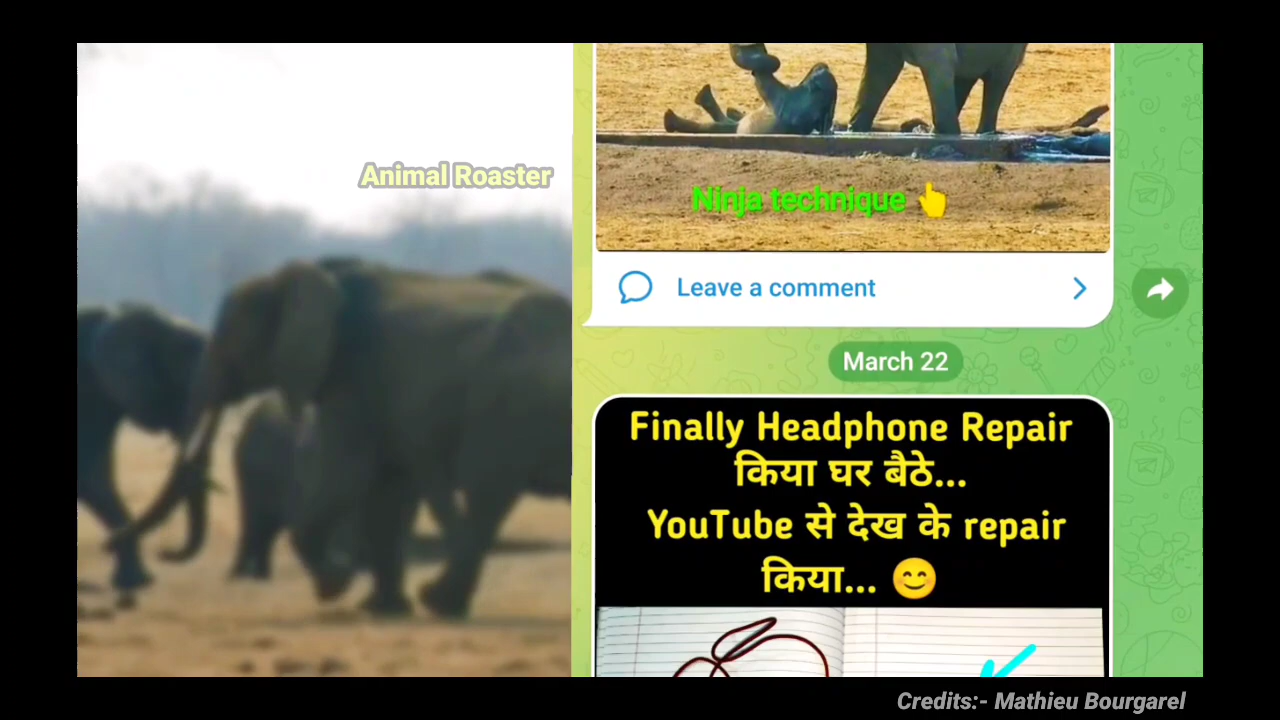 Animal Roaster
Ninja technique 👆
Leave a comment
March 22
Finally Headphone Repair
किया घर बैठे...
YouTube से देख के repair
किया... 😊
Credits:- Mathieu Bourgarel